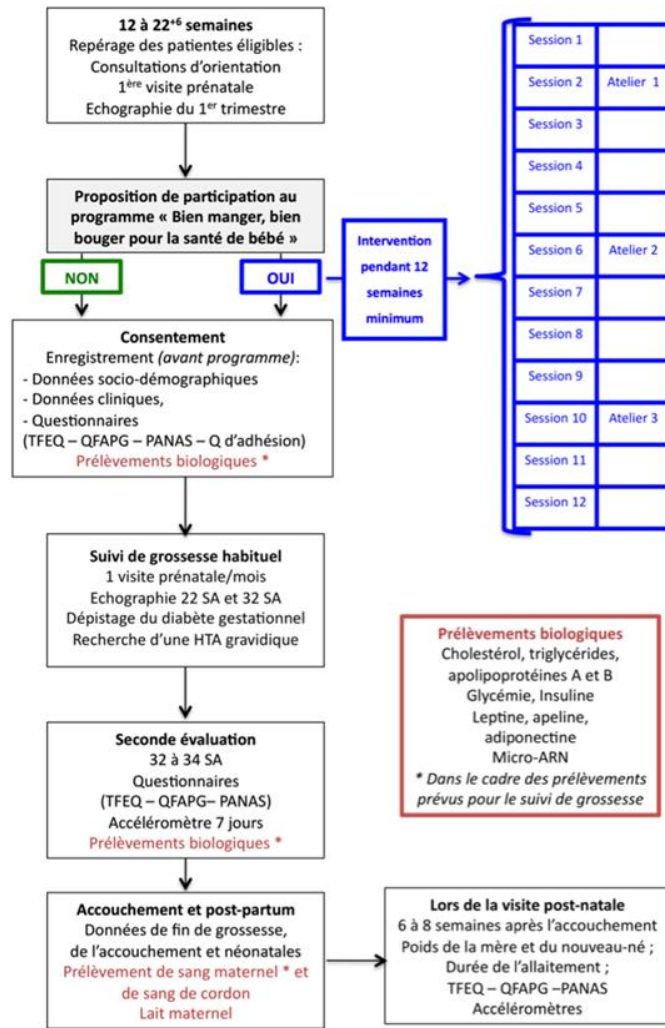 12 à 22⁺⁶ semaines
Repérage des patientes éligibles :
Consultations d'orientation
1ère visite prénatale
Echographie du 1er trimestre
Proposition de participation au
programme « Bien manger, bien
bouger pour la santé de bébé »
NON
OUI
Intervention
pendant 12
semaines
minimum
Session 1
Session 2 Atelier 1
Session 3
Session 4
Session 5
Session 6 Atelier 2
Session 7
Session 8
Session 9
Session 10 Atelier 3
Session 11
Session 12
Consentement
Enregistrement (avant programme):
- Données socio-démographiques
- Données cliniques,
- Questionnaires
(TFEQ – QFAPG – PANAS – Q d'adhésion)
Prélèvements biologiques *
Suivi de grossesse habituel
1 visite prénatale/mois
Echographie 22 SA et 32 SA
Dépistage du diabète gestationnel
Recherche d'une HTA gravidique
Prélèvements biologiques
Cholestérol, triglycérides,
apolipoprotéines A et B
Glycémie, Insuline
Leptine, apeline,
adiponectine
Micro-ARN
* Dans le cadre des prélèvements
prévus pour le suivi de grossesse
Seconde évaluation
32 à 34 SA
Questionnaires
(TFEQ – QFAPG– PANAS)
Accéléromètre 7 jours
Prélèvements biologiques *
Accouchement et post-partum
Données de fin de grossesse,
de l'accouchement et néonatales
Prélèvement de sang maternel * et
de sang de cordon
Lait maternel
Lors de la visite post-natale
6 à 8 semaines après l'accouchement
Poids de la mère et du nouveau-né ;
Durée de l'allaitement ;
TFEQ – QFAPG –PANAS
Accéléromètres